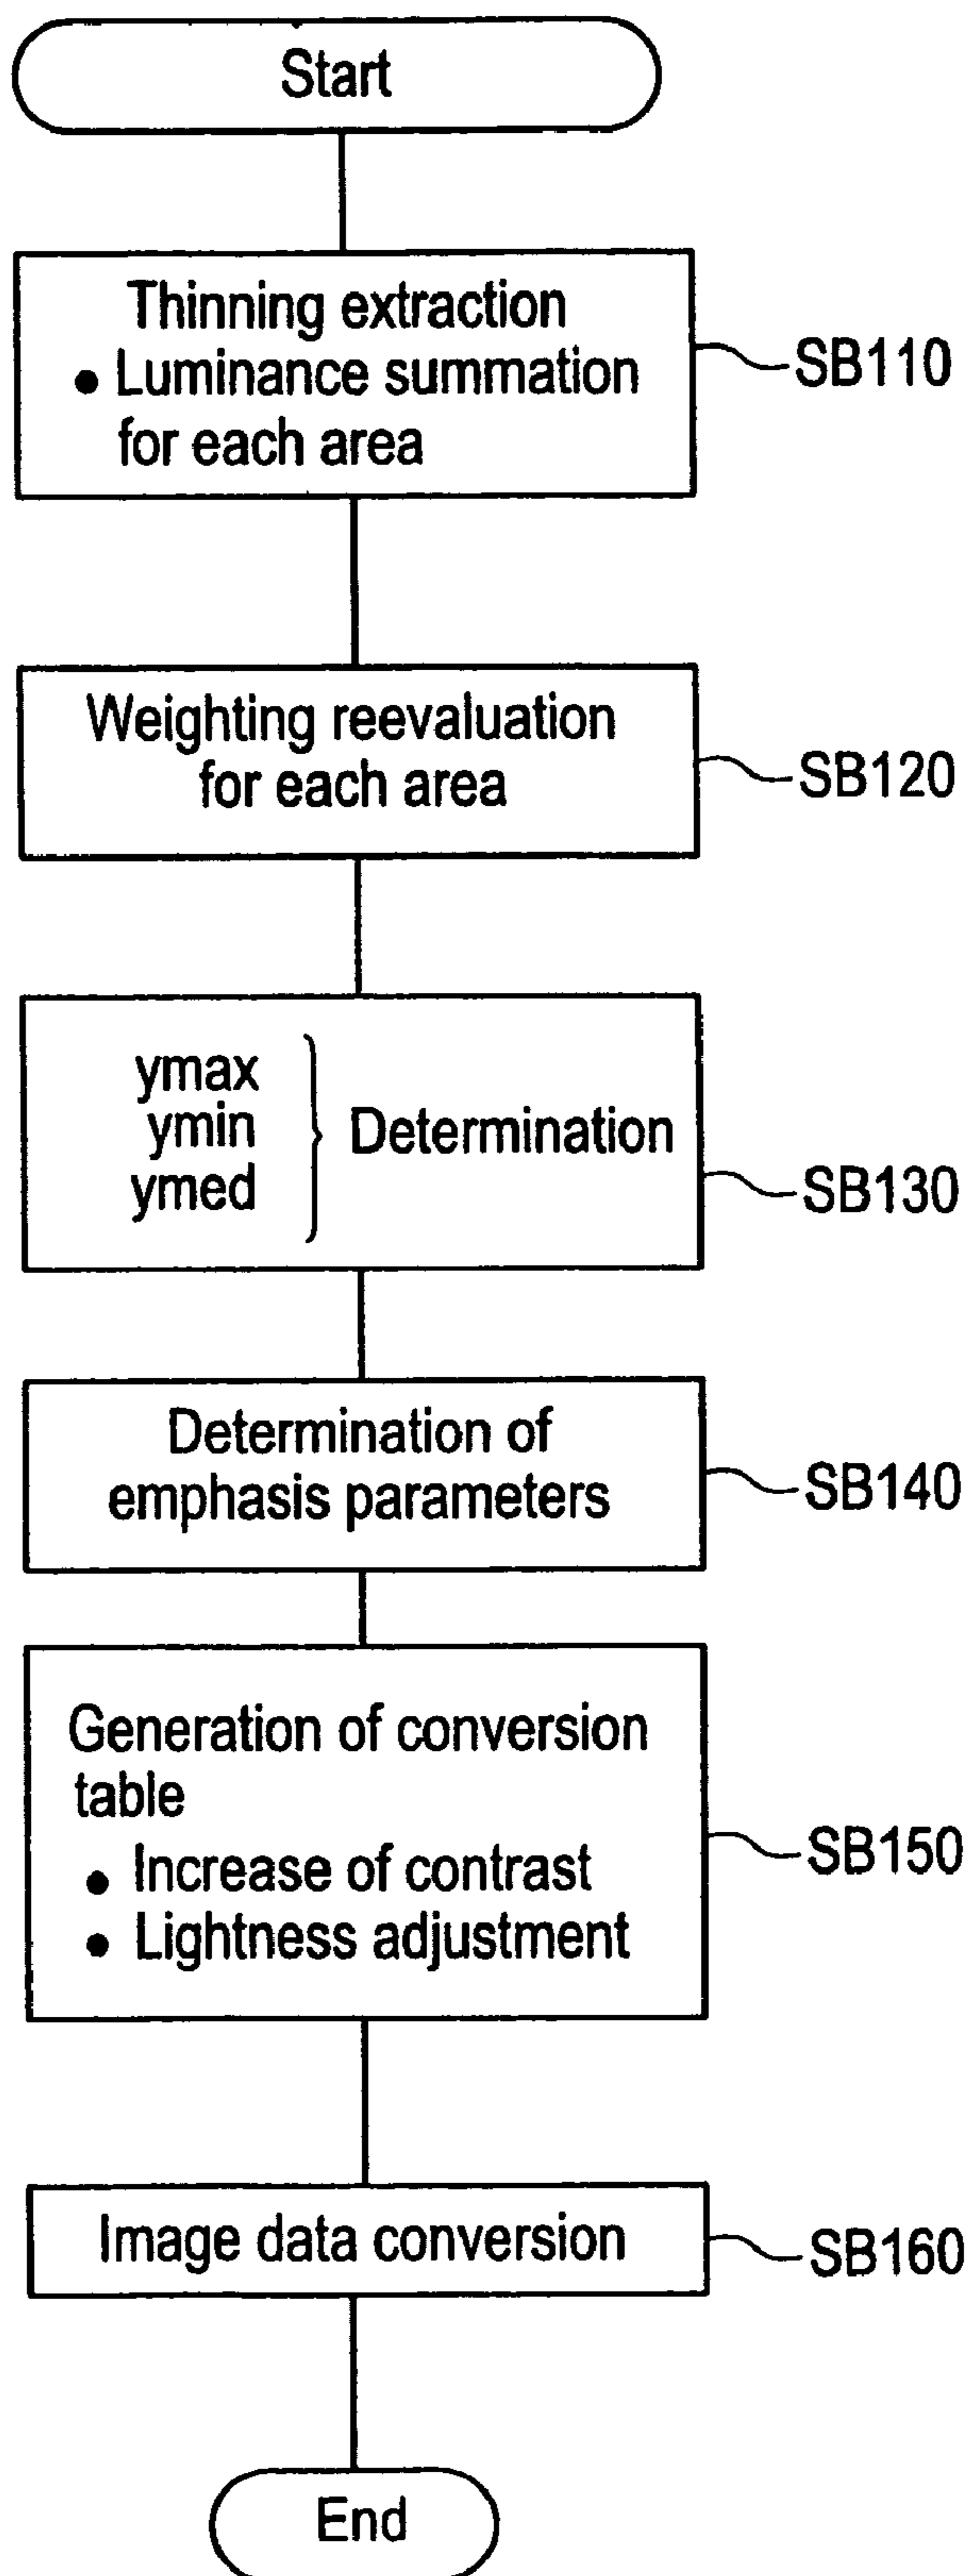 Start
Thinning extraction
• Luminance summation
for each area
SB110
Weighting reevaluation
for each area
SB120
ymax
ymin
ymed
Determination
SB130
Determination of
emphasis parameters
SB140
Generation of conversion
table
• Increase of contrast
• Lightness adjustment
SB150
Image data conversion
SB160
End